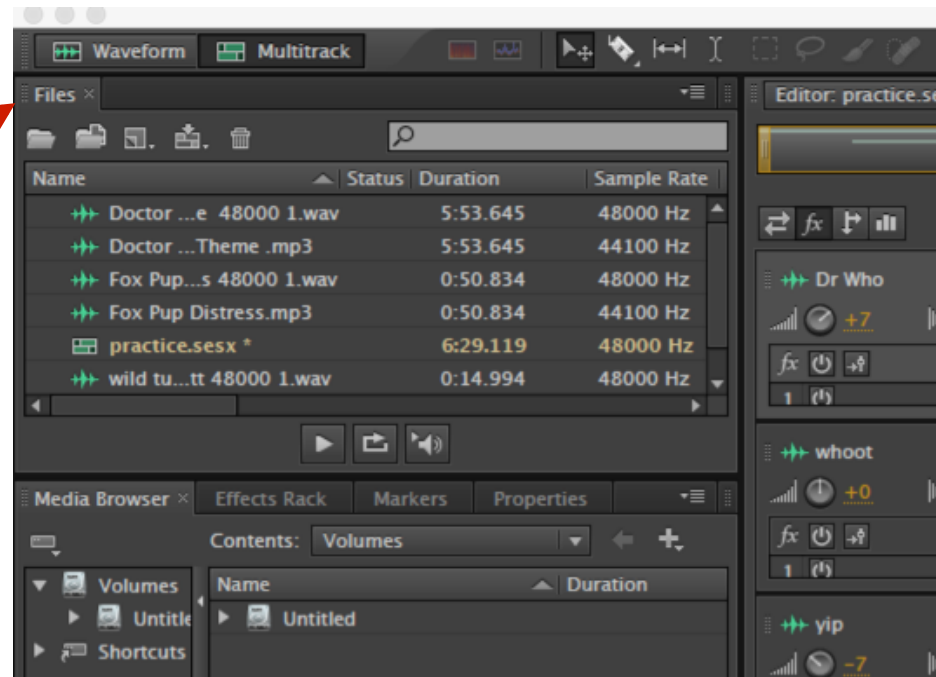 Waveform Multitrack
Files
Editor: practice.se
Name Status Duration Sample Rate
Doctor ...e 48000 1.wav 5:53.645 48000 Hz
Doctor ...Theme .mp3 5:53.645 44100 Hz
Fox Pup...s 48000 1.wav 0:50.834 48000 Hz
Fox Pup Distress.mp3 0:50.834 44100 Hz
practice.sesx * 6:29.119 48000 Hz
wild tu...tt 48000 1.wav 0:14.994 48000 Hz
fx
Dr Who
+7
fx
1
whoot
+0
fx
1
yip
-7
Media Browser Effects Rack Markers Properties
Contents: Volumes
Volumes
Untitle
Shortcuts
Name Duration
Untitled